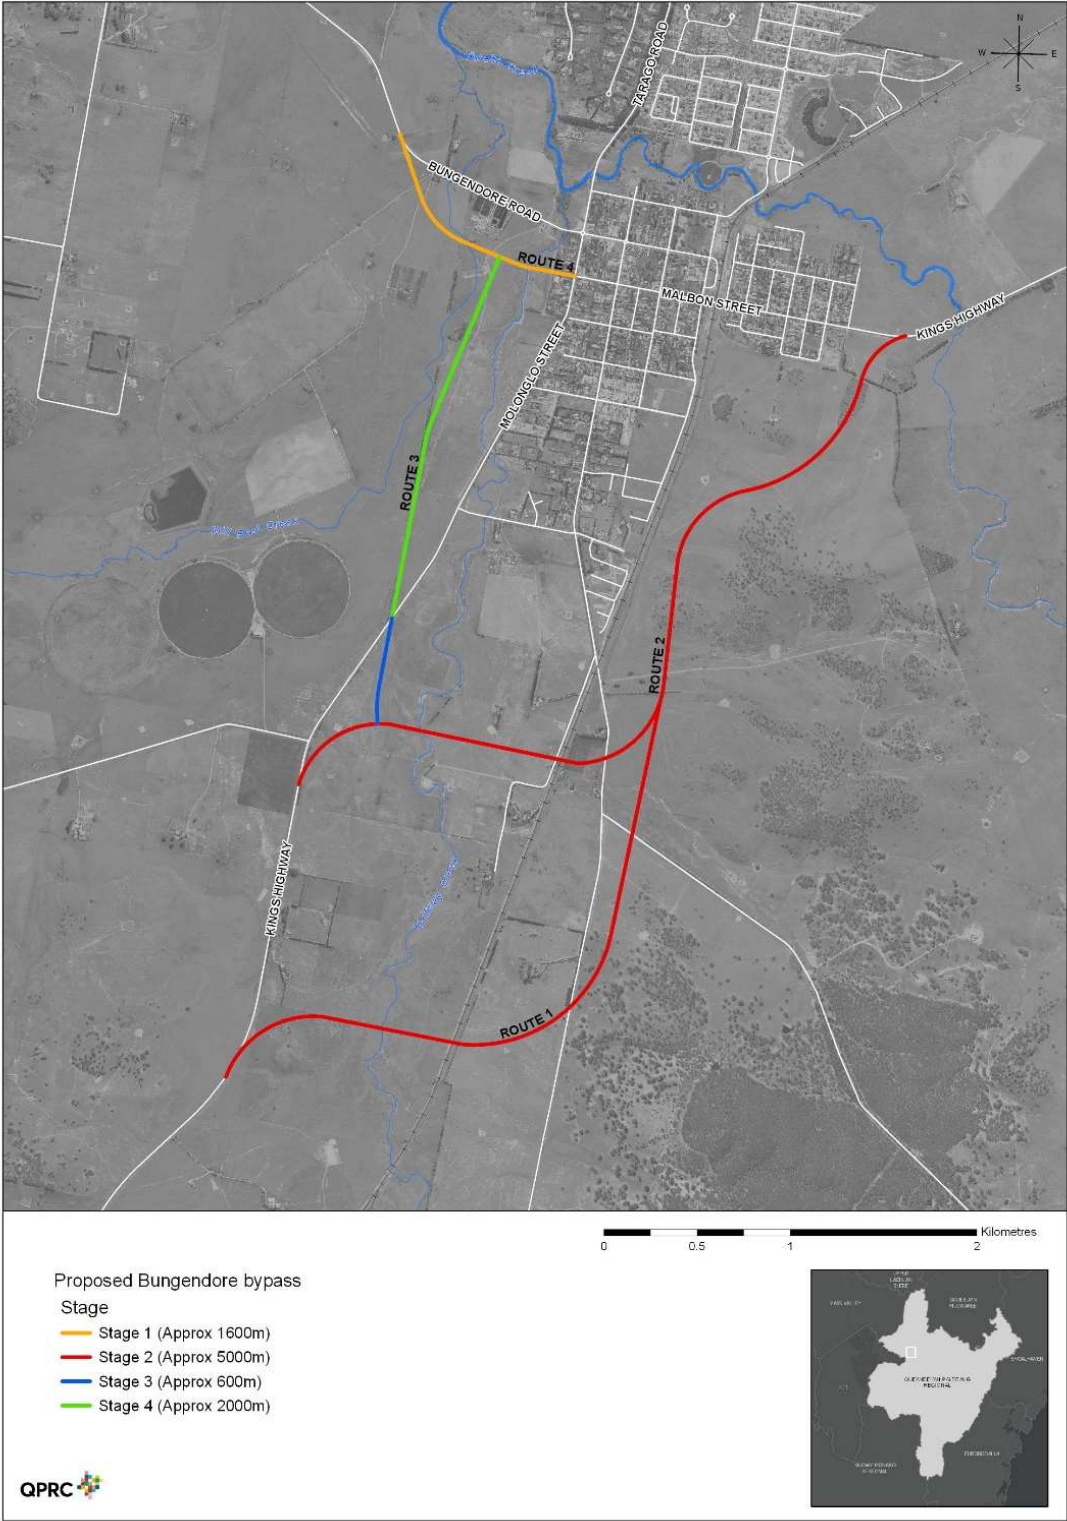 N
W
E
S
TARAGO ROAD
BUNGENDORE ROAD
ROUTE 4
MALBON STREET
KINGS HIGHWAY
MOLONGLO STREET
ROUTE 3
ROUTE 2
KINGS HIGHWAY
ROUTE 1
Kilometres
0
0.5
1
2
Proposed Bungendore bypass
Stage
Stage 1 (Approx 1600m)
Stage 2 (Approx 5000m)
Stage 3 (Approx 600m)
Stage 4 (Approx 2000m)
QPRC